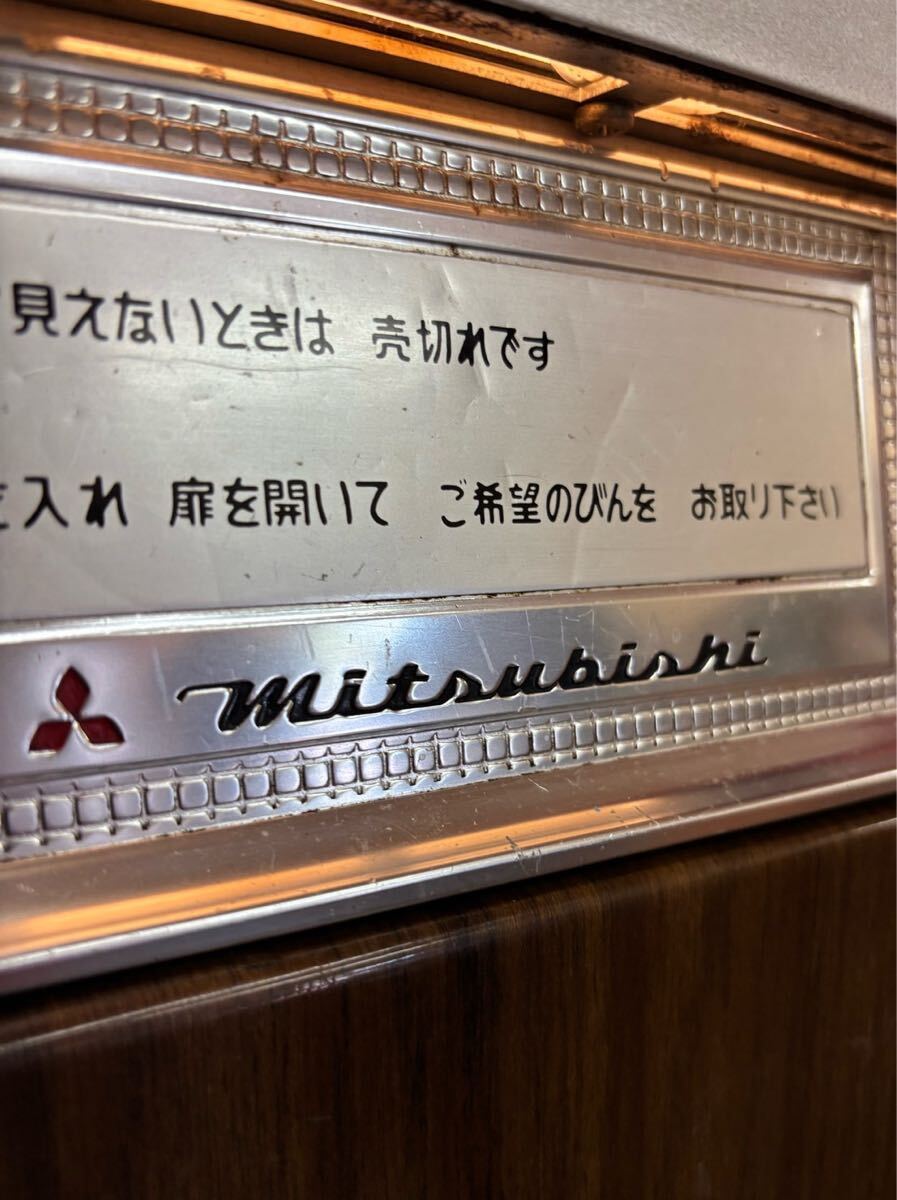 見えないときは 売切れです
入れ 扉を開いて ご希望のびんを お取り下さい
mitsubishi